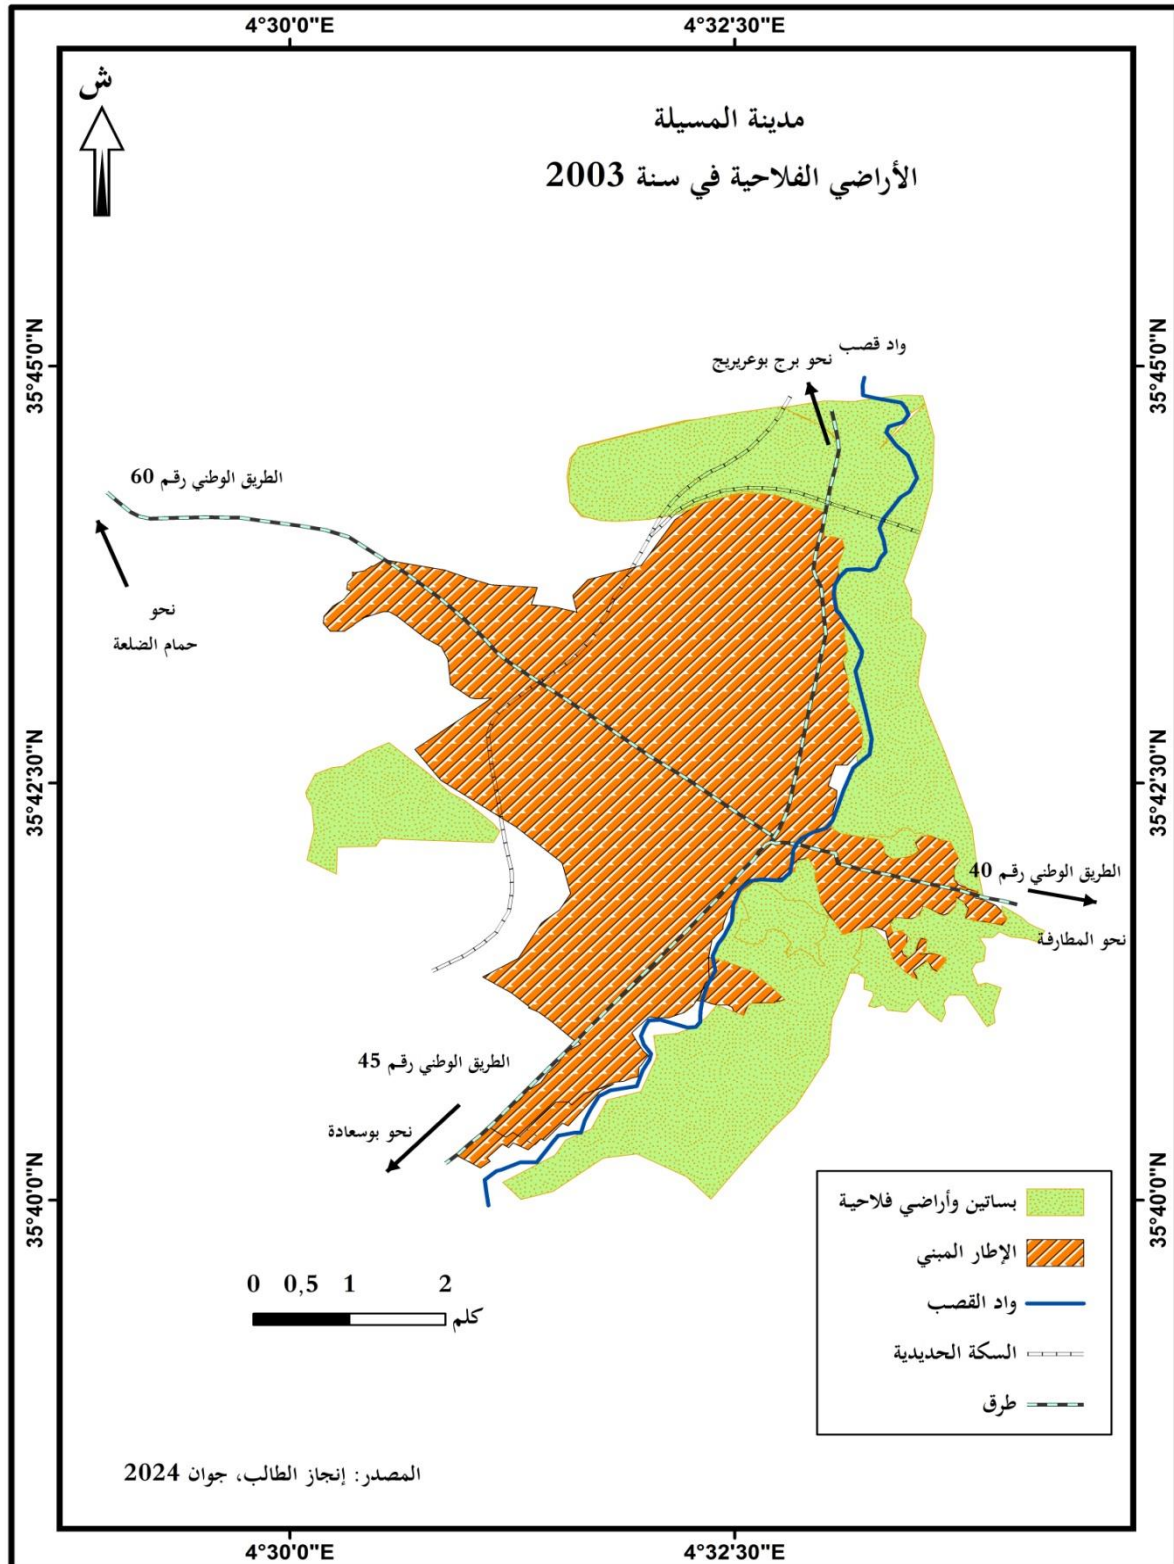 4°30'0"E
4°32'30"E
ش
مدينة المسيلة
الأراضي الفلاحية في سنة 2003
35°45'0"N
35°45'0"N
واد قصب
نحو برج بوعريريج
الطريق الوطني رقم 60
نحو
حمام الضلعة
35°42'30"N
35°42'30"N
الطريق الوطني رقم 40
نحو المطارفة
الطريق الوطني رقم 45
نحو بوسعادة
35°40'0"N
35°40'0"N
بساتين وأراضي فلاحية
الإطار المبني
واد القصب
السكة الحديدية
طرق
0 0,5 1 2
كلم
المصدر: إنجاز الطالب، جوان 2024
4°30'0"E
4°32'30"E